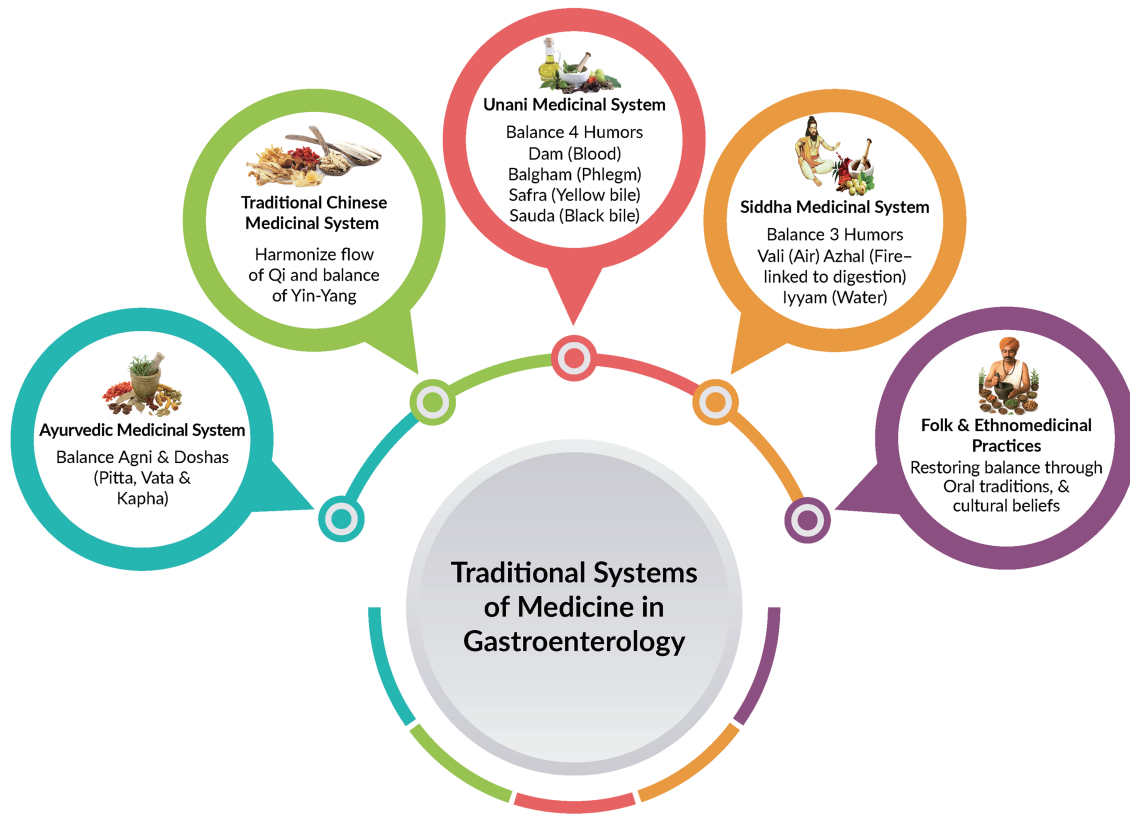 Unani Medicinal System
Balance 4 Humors
Dam (Blood)
Balgham (Phlegm)
Safra (Yellow bile)
Sauda (Black bile)
Traditional Chinese
Medicinal System
Harmonize flow
of Qi and balance
of Yin-Yang
Siddha Medicinal System
Balance 3 Humors
Vali (Air) Azhal (Fire–
linked to digestion)
Iyyam (Water)
Ayurvedic Medicinal System
Balance Agni & Doshas
(Pitta, Vata &
Kapha)
Folk & Ethnomedicinal
Practices
Restoring balance through
Oral traditions, &
cultural beliefs
Traditional Systems
of Medicine in
Gastroenterology